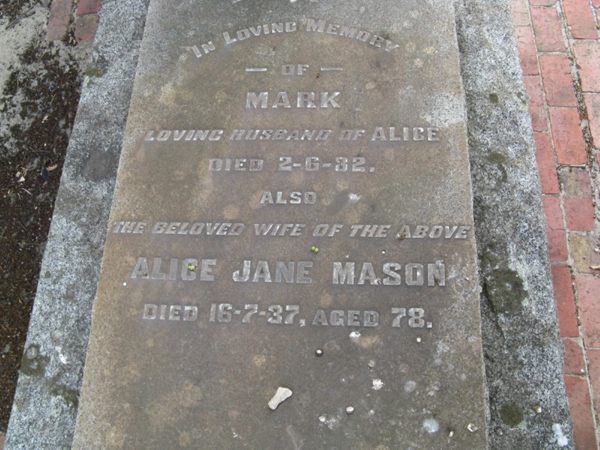 IN LOVING MEMORY
— OF —
MARK
LOVING HUSBAND OF ALICE
DIED 2-6-32.
ALSO
THE BELOVED WIFE OF THE ABOVE
ALICE JANE MASON
DIED 16-7-37, AGED 78.